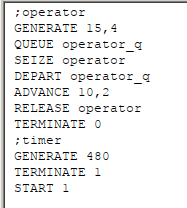 ;operator
GENERATE 15,4
QUEUE operator_q
SEIZE operator
DEPART operator_q
ADVANCE 10,2
RELEASE operator
TERMINATE 0
;timer
GENERATE 480
TERMINATE 1
START 1